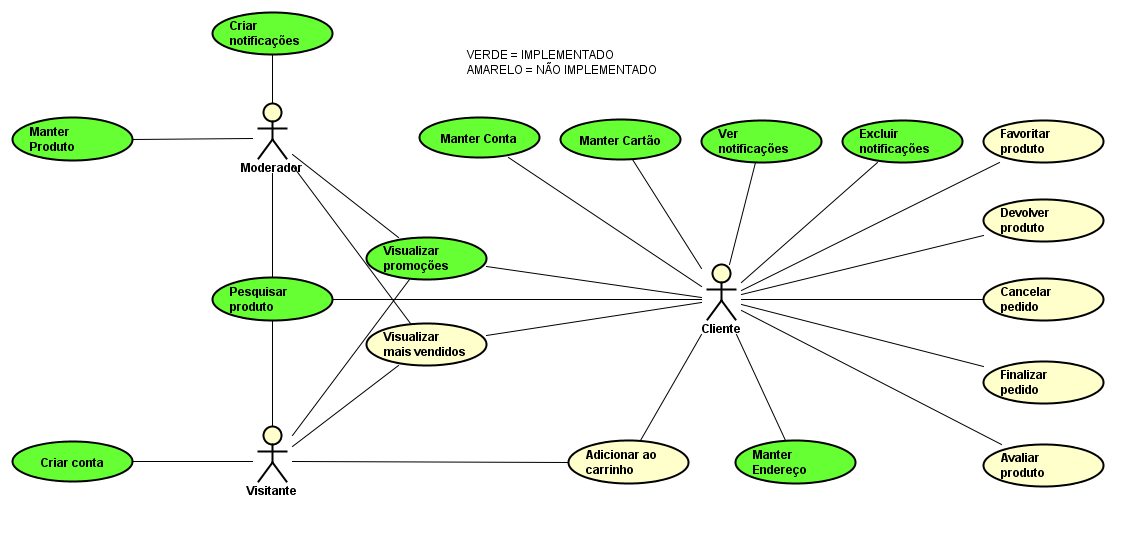 Criar
notificações
VERDE = IMPLEMENTADO
AMARELO = NÃO IMPLEMENTADO
Manter
Produto
Moderador
Manter Conta
Manter Cartão
Ver
notificações
Excluir
notificações
Favoritar
produto
Devolver
produto
Visualizar
promoções
Pesquisar
produto
Cancelar
pedido
Cliente
Visualizar
mais vendidos
Finalizar
pedido
Criar conta
Visitante
Adicionar ao
carrinho
Manter
Endereço
Avaliar
produto